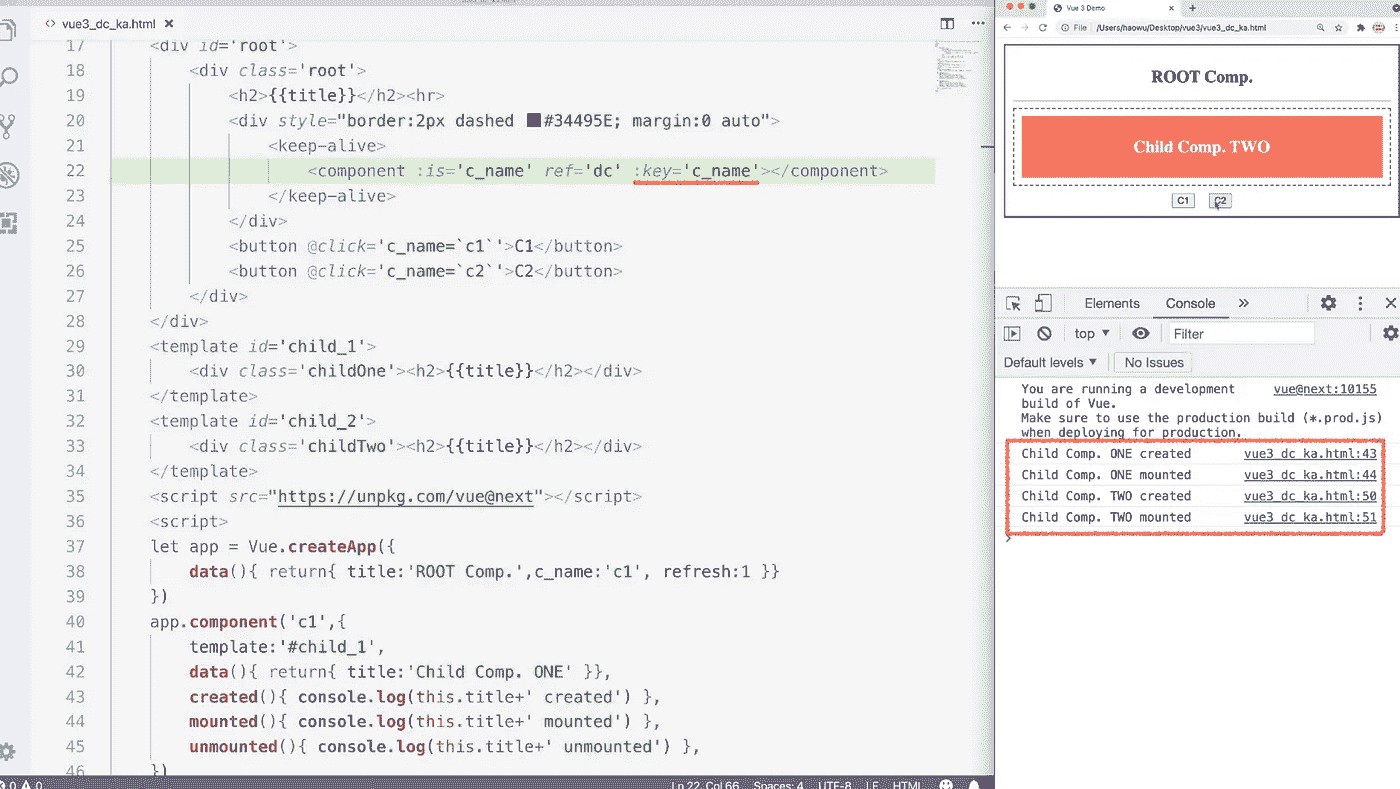 vue3_dc_ka.html
17 <div id='root'>
18 <div class='root'>
19 <h2>{{title}}</h2><hr>
20 <div style="border:2px dashed #34495E; margin:0 auto">
21 <keep-alive>
22 <component :is='c_name' ref='dc' :key='c_name'></component>
23 </keep-alive>
24 </div>
25 <button @click='c_name=`c1`'>C1</button>
26 <button @click='c_name=`c2`'>C2</button>
27 </div>
28 </div>
29 <template id='child_1'>
30 <div class='childOne'><h2>{{title}}</h2></div>
31 </template>
32 <template id='child_2'>
33 <div class='childTwo'><h2>{{title}}</h2></div>
34 </template>
35 <script src="https://unpkg.com/vue@next"></script>
36 <script>
37 let app = Vue.createApp({
38 data(){ return{ title:'ROOT Comp.',c_name:'c1', refresh:1 }}
39 })
40 app.component('c1',{
41 template:'#child_1',
42 data(){ return{ title:'Child Comp. ONE' }},
43 created(){ console.log(this.title+' created') },
44 mounted(){ console.log(this.title+' mounted') },
45 unmounted(){ console.log(this.title+' unmounted') },
46 })
0 0 Ln 22, Col 66 Spaces: 4 UTF-8 LF HTML
Vue 3 Demo
File /Users/haowu/Desktop/vue3/vue3_dc_ka.html
ROOT Comp.
Child Comp. TWO
C1 C2
Elements Console
top Filter
Default levels No Issues
You are running a development vue@next:10155
build of Vue.
Make sure to use the production build (*.prod.js)
when deploying for production.
Child Comp. ONE created vue3_dc_ka.html:43
Child Comp. ONE mounted vue3_dc_ka.html:44
Child Comp. TWO created vue3_dc_ka.html:50
Child Comp. TWO mounted vue3_dc_ka.html:51